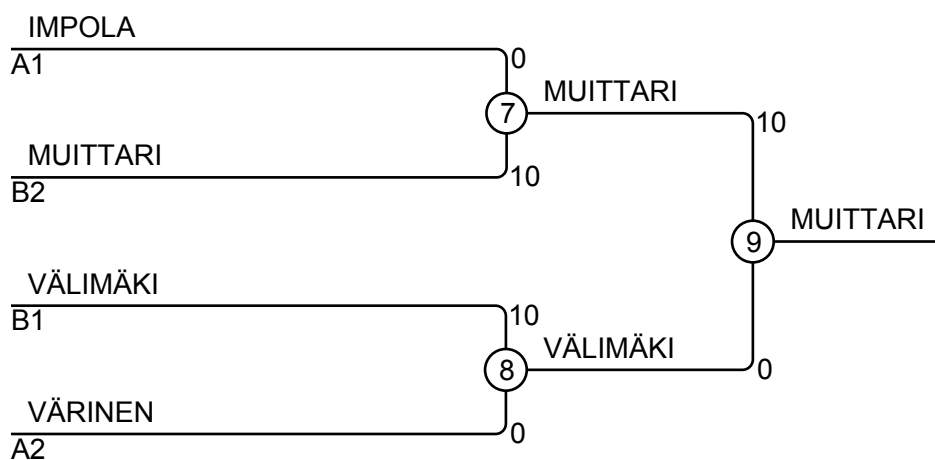 IMPOLA
A1
0
7
MUITTARI
10
MUITTARI
B2
10
9
MUITTARI
VÄLIMÄKI
B1
10
8
VÄLIMÄKI
0
VÄRINEN
A2
0